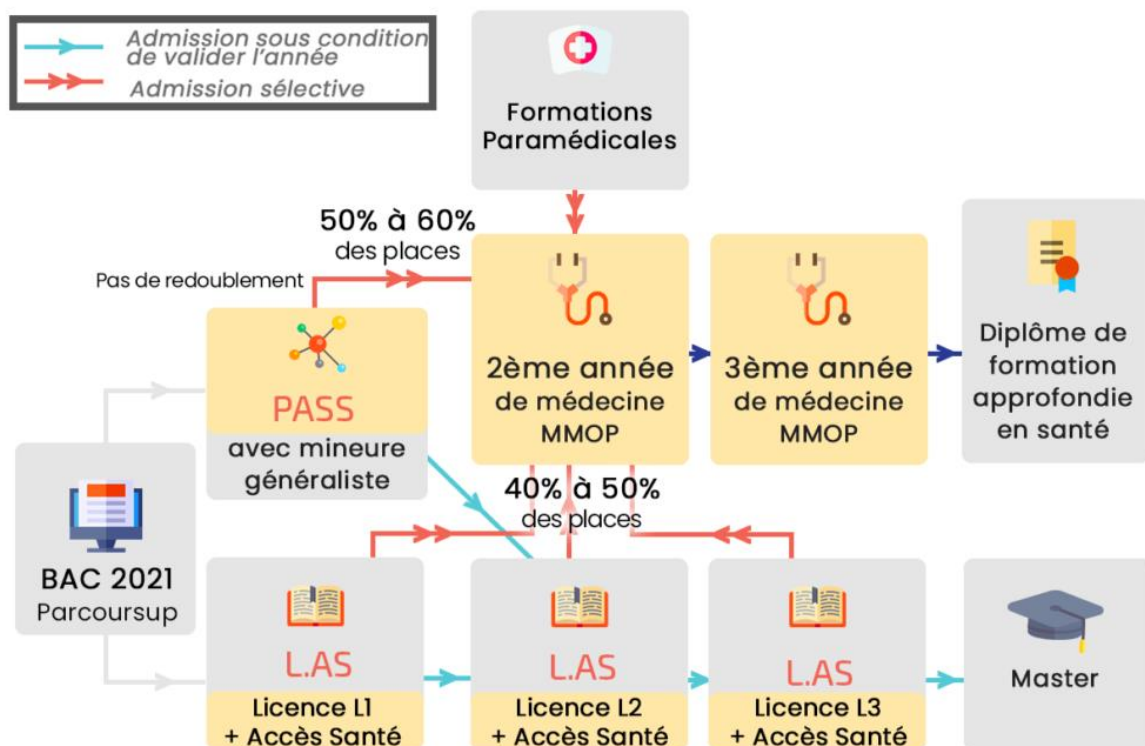 Admission sous condition
de valider l'année
Admission sélective
Formations
Paramédicales
50% à 60%
des places
Pas de redoublement
PASS
avec mineure
généraliste
2ème année
de médecine
MMOP
3ème année
de médecine
MMOP
Diplôme de
formation
approfondie
en santé
40% à 50%
des places
BAC 2021
Parcoursup
L.AS
Licence L1
+ Accès Santé
L.AS
Licence L2
+ Accès Santé
L.AS
Licence L3
+ Accès Santé
Master